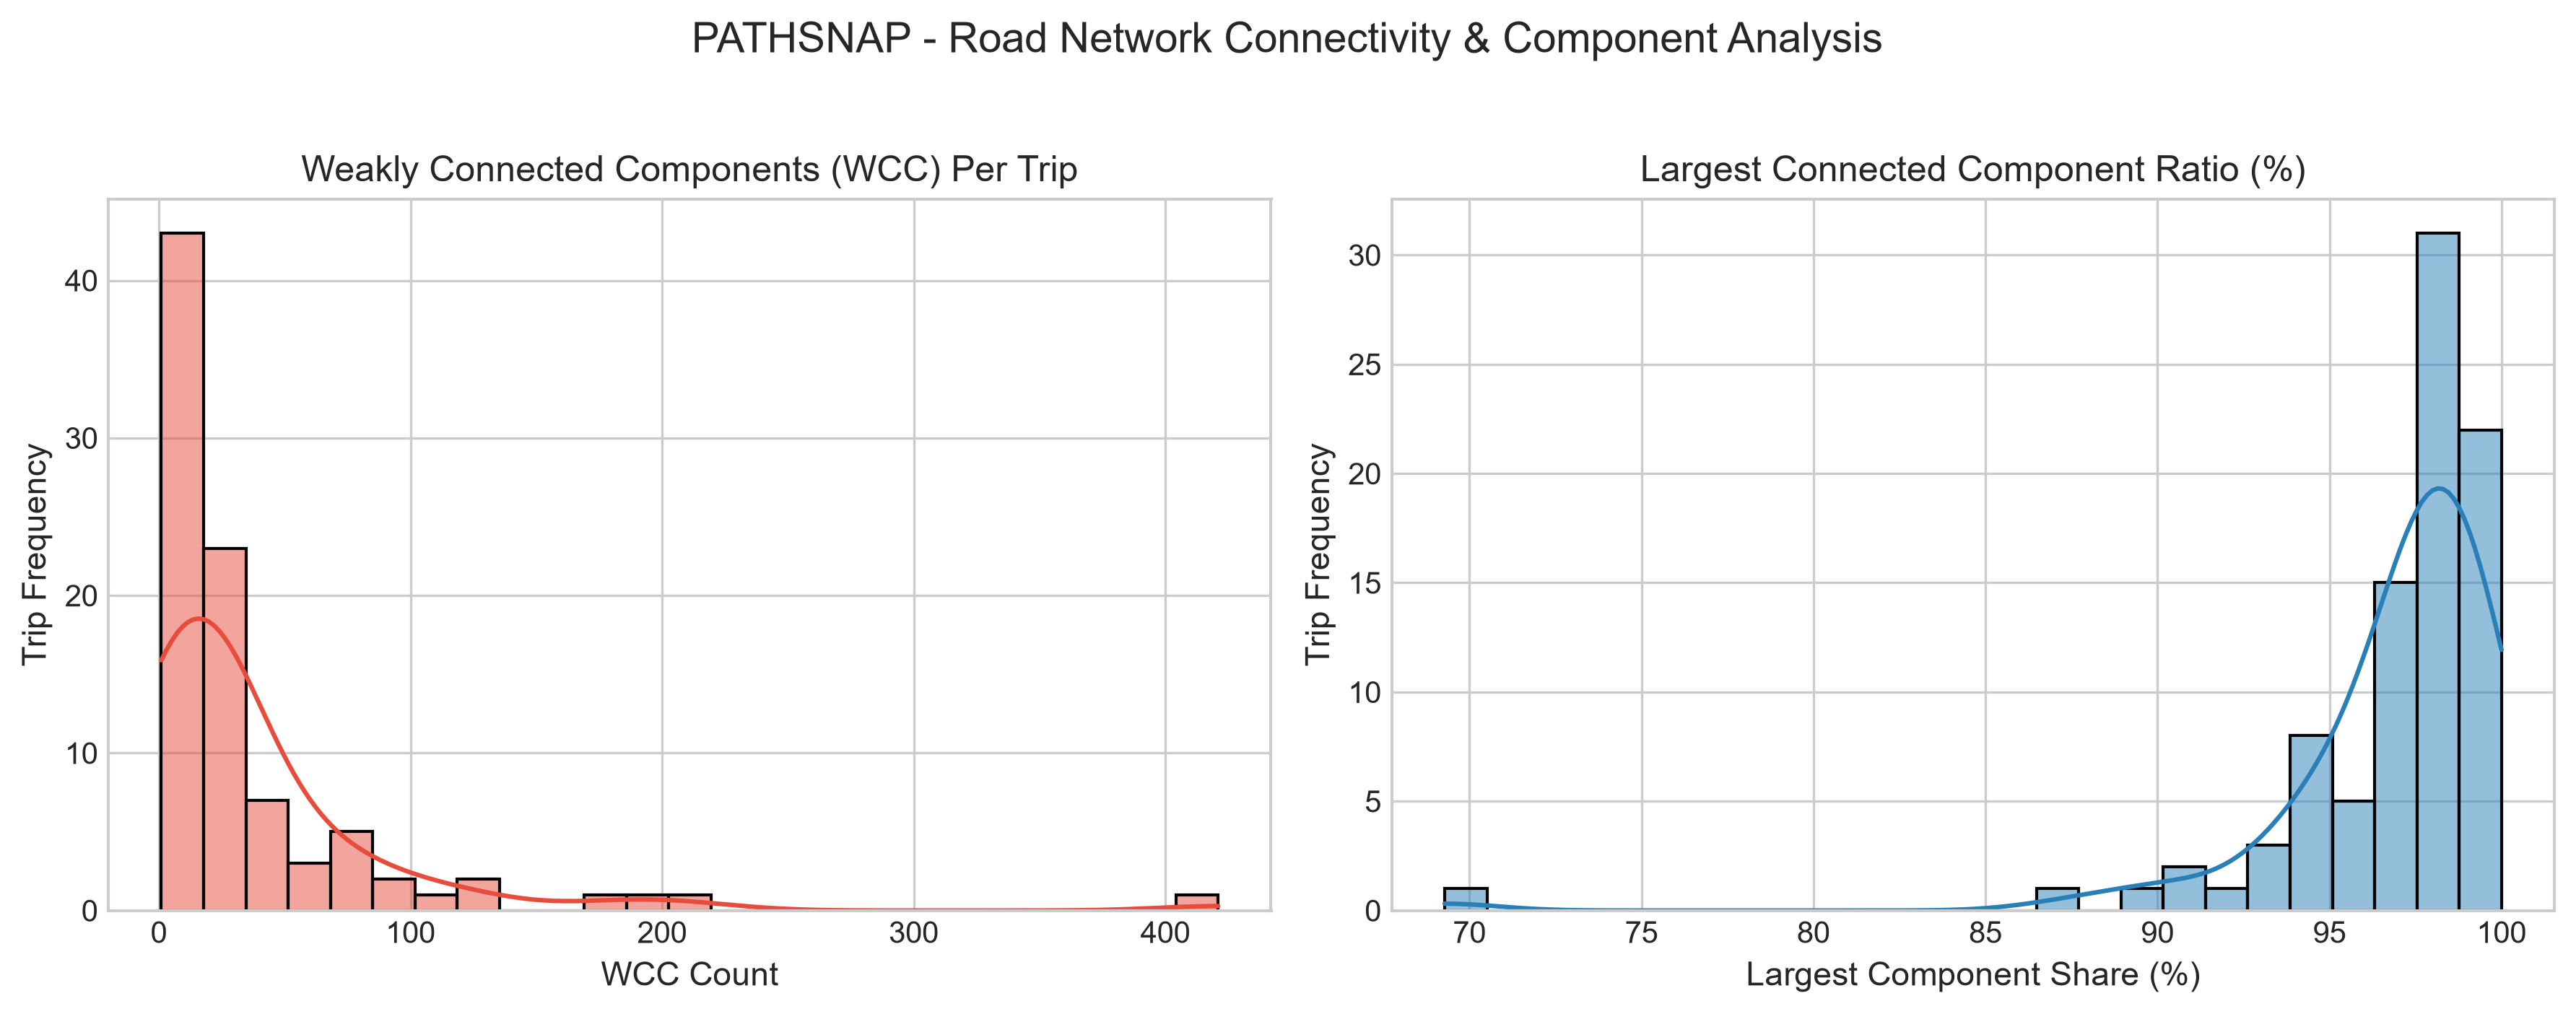 PATHSNAP - Road Network Connectivity & Component Analysis
Weakly Connected Components (WCC) Per Trip
Trip Frequency
40
30
20
10
0
0 100 200 300 400
WCC Count
Largest Connected Component Ratio (%)
Trip Frequency
30
25
20
15
10
5
0
70 75 80 85 90 95 100
Largest Component Share (%)